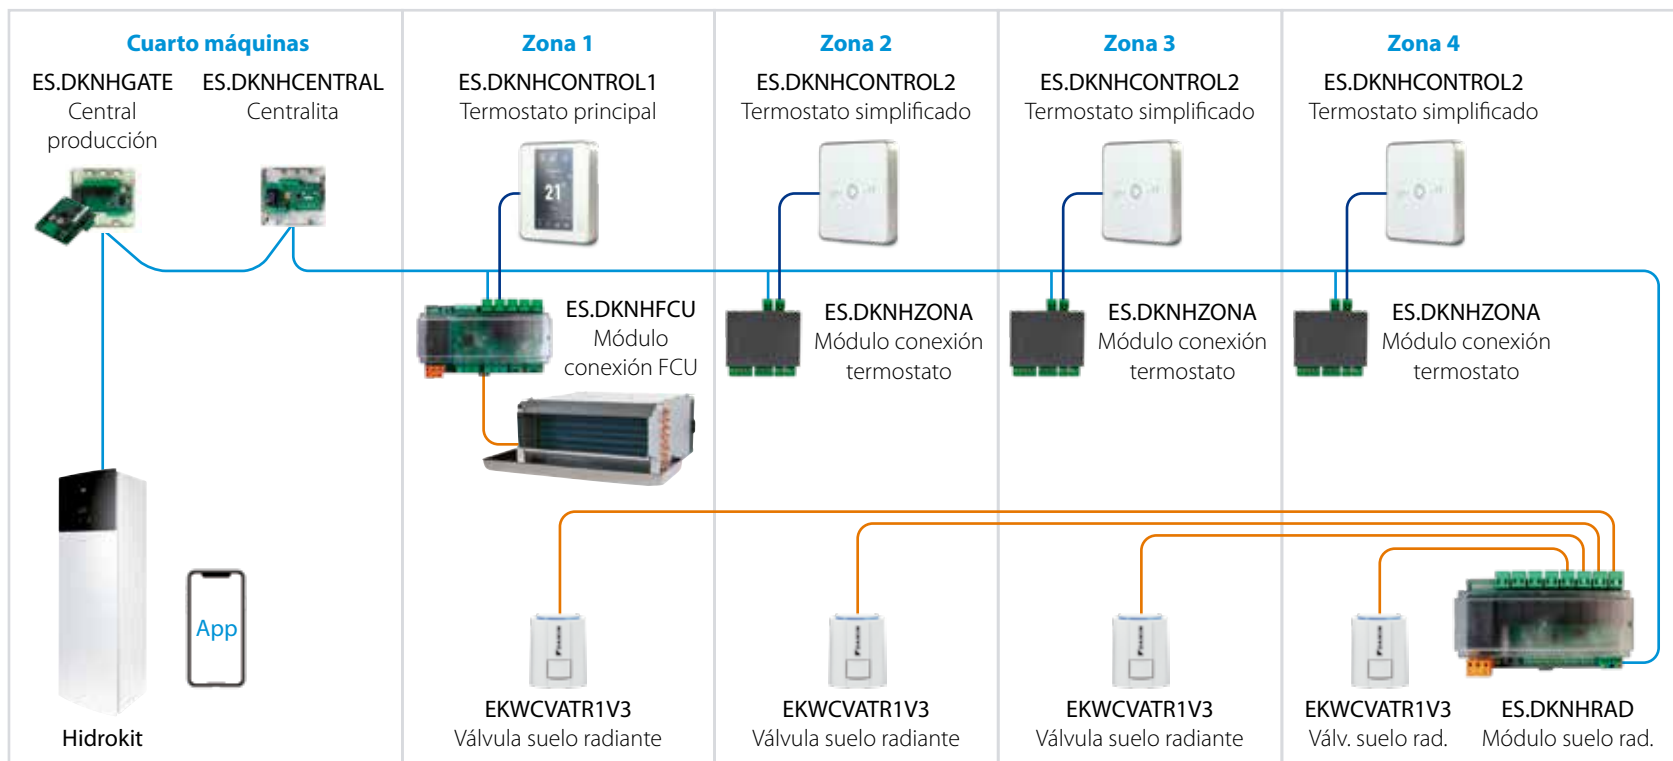 Cuarto máquinas
ES.DKNHGATE
Central
producción
ES.DKNHCENTRAL
Centralita
Zona 1
ES.DKNHCONTROL1
Termostato principal
21
ES.DKNHFCU
Módulo
conexión FCU
Zona 2
ES.DKNHCONTROL2
Termostato simplificado
ES.DKNHZONA
Módulo conexión
termostato
Zona 3
ES.DKNHCONTROL2
Termostato simplificado
ES.DKNHZONA
Módulo conexión
termostato
Zona 4
ES.DKNHCONTROL2
Termostato simplificado
ES.DKNHZONA
Módulo conexión
termostato
Hidrokit
App
DAIKIN
EKWCVATR1V3
Válvula suelo radiante
DAIKIN
EKWCVATR1V3
Válvula suelo radiante
DAIKIN
EKWCVATR1V3
Válvula suelo radiante
DAIKIN
EKWCVATR1V3
Válv. suelo rad.
ES.DKNHRAD
Módulo suelo rad.